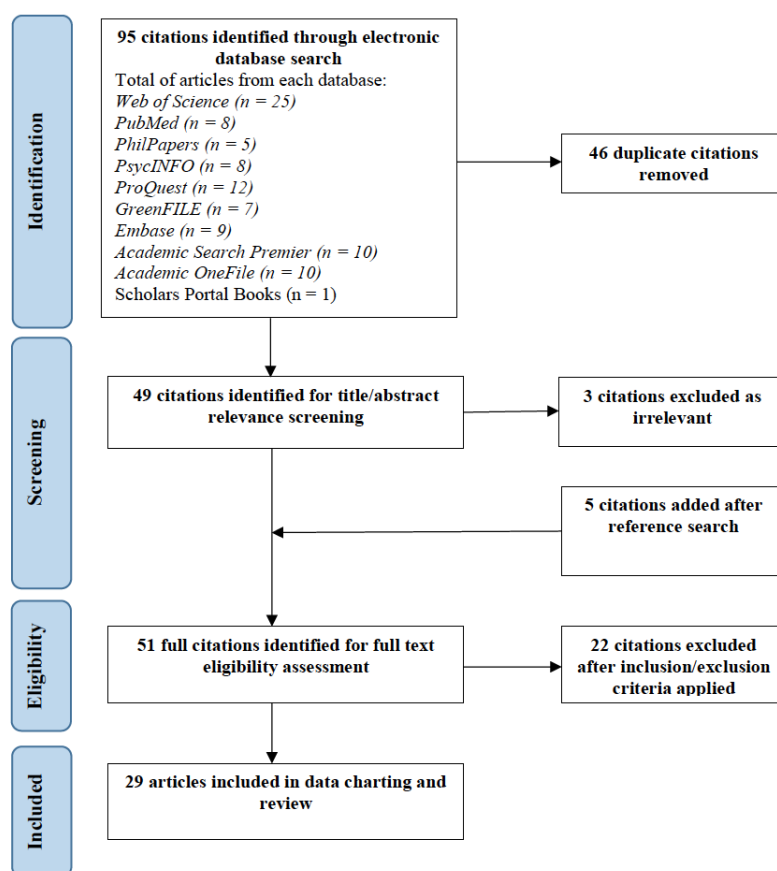 Identification
95 citations identified through electronic
database search
Total of articles from each database:
Web of Science (n = 25)
PubMed (n = 8)
PhilPapers (n = 5)
PsycINFO (n = 8)
ProQuest (n = 12)
GreenFILE (n = 7)
Embase (n = 9)
Academic Search Premier (n = 10)
Academic OneFile (n = 10)
Scholars Portal Books (n = 1)
46 duplicate citations
removed
Screening
49 citations identified for title/abstract
relevance screening
3 citations excluded as
irrelevant
5 citations added after
reference search
Eligibility
51 full citations identified for full text
eligibility assessment
22 citations excluded
after inclusion/exclusion
criteria applied
Included
29 articles included in data charting and
review